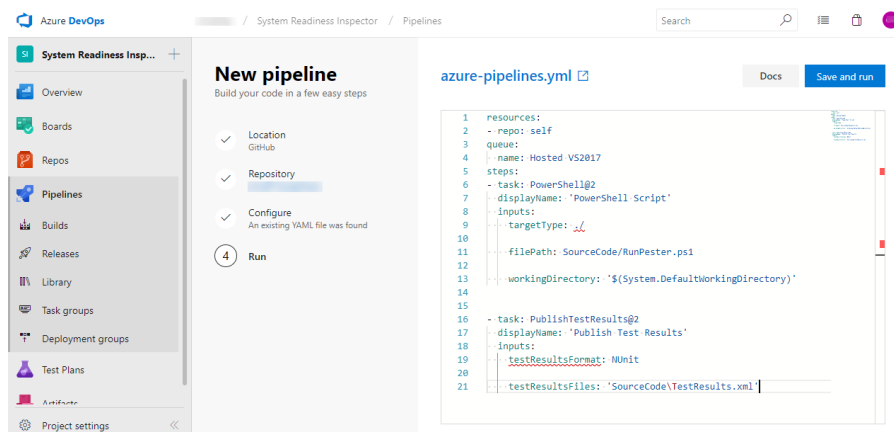 Azure DevOps
/ System Readiness Inspector / Pipelines
Search
SI
System Readiness Insp...
Overview
Boards
Repos
Pipelines
Builds
Releases
Library
Task groups
Deployment groups
Test Plans
Artifacts
Project settings
New pipeline
Build your code in a few easy steps
Location
GitHub
Repository
Configure
An existing YAML file was found
4 Run
azure-pipelines.yml
Docs
Save and run
1 resources:
2 - repo: self
3 queue:
4 name: Hosted VS2017
5 steps:
6 - task: PowerShell@2
7 displayName: 'PowerShell Script'
8 inputs:
9 targetType: ./
10
11 filePath: SourceCode/RunPester.ps1
12
13 workingDirectory: '$(System.DefaultWorkingDirectory)'
14
15
16 - task: PublishTestResults@2
17 displayName: 'Publish Test Results'
18 inputs:
19 testResultsFormat: NUnit
20
21 testResultsFiles: 'SourceCode\TestResults.xml'